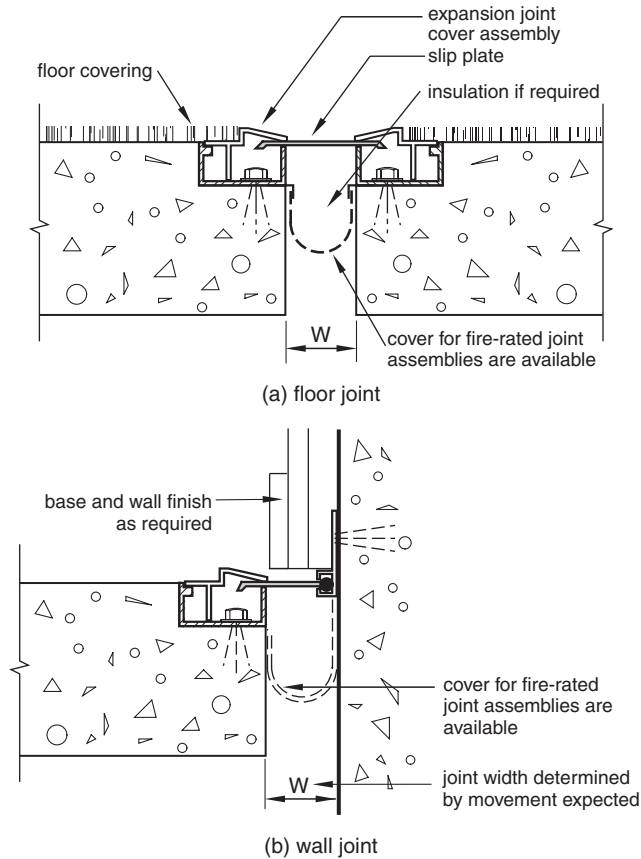 expansion joint
cover assembly
slip plate
floor covering
insulation if required
W
cover for fire-rated joint
assemblies are available
(a) floor joint
base and wall finish
as required
cover for fire-rated
joint assemblies are
available
W
joint width determined
by movement expected
(b) wall joint